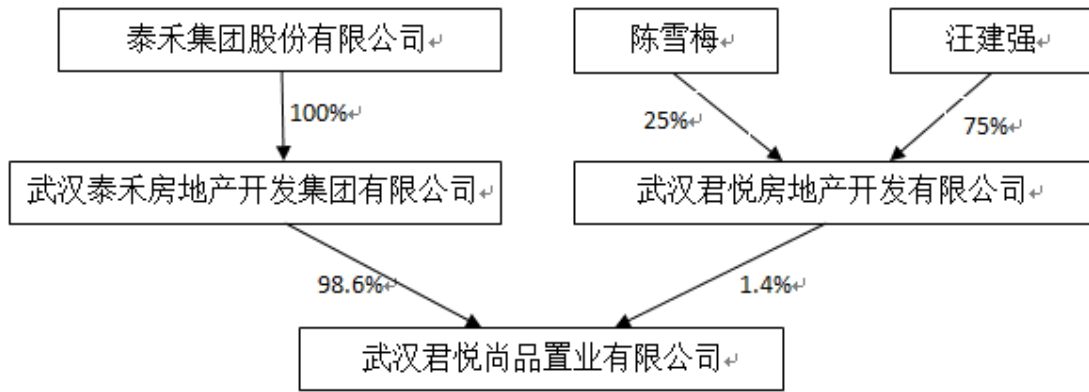 泰禾集团股份有限公司
陈雪梅
汪建强
100%
25%
75%
武汉泰禾房地产开发集团有限公司
武汉君悦房地产开发有限公司
98.6%
1.4%
武汉君悦尚品置业有限公司